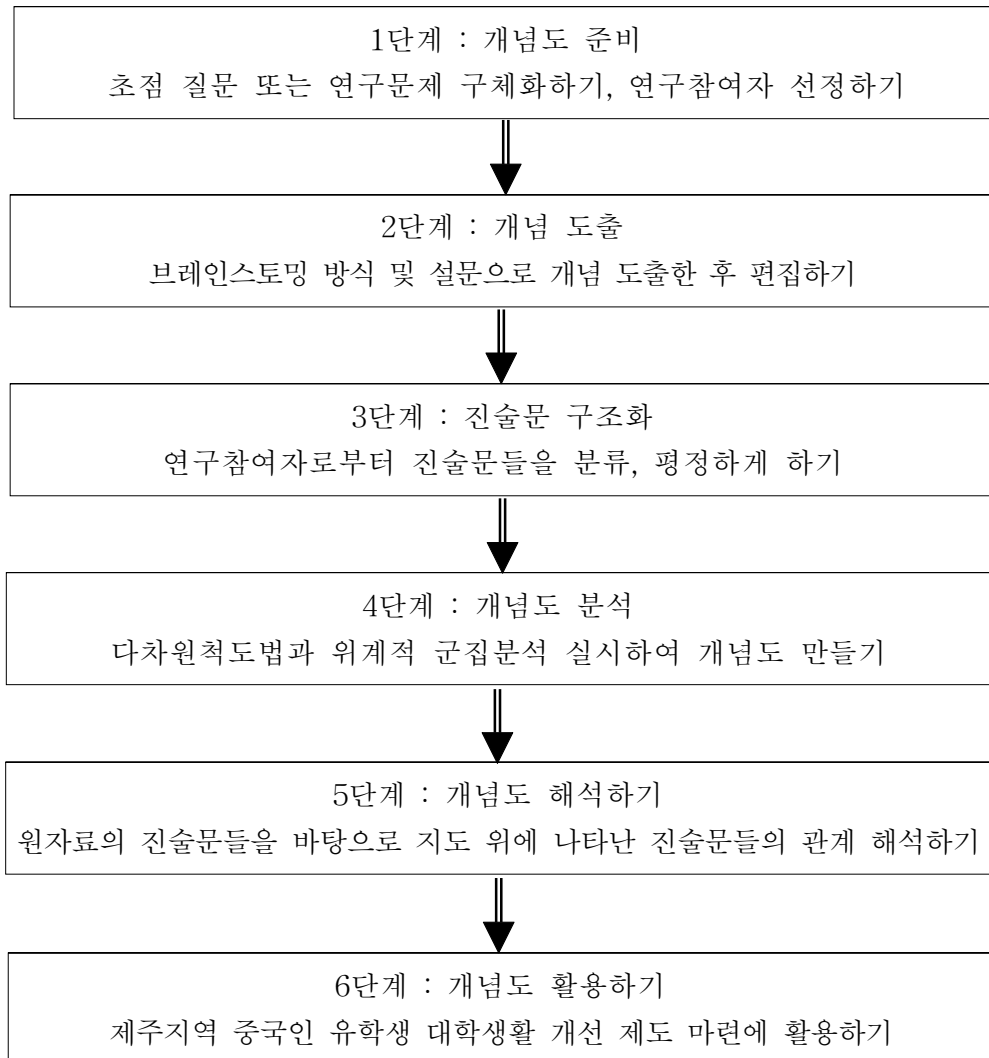 1단계 : 개념도 준비
초점 질문 또는 연구문제 구체화하기, 연구참여자 선정하기
2단계 : 개념 도출
브레인스토밍 방식 및 설문으로 개념 도출한 후 편집하기
3단계 : 진술문 구조화
연구참여자로부터 진술문들을 분류, 평정하게 하기
4단계 : 개념도 분석
다차원척도법과 위계적 군집분석 실시하여 개념도 만들기
5단계 : 개념도 해석하기
원자료의 진술문들을 바탕으로 지도 위에 나타난 진술문들의 관계 해석하기
6단계 : 개념도 활용하기
제주지역 중국인 유학생 대학생활 개선 제도 마련에 활용하기